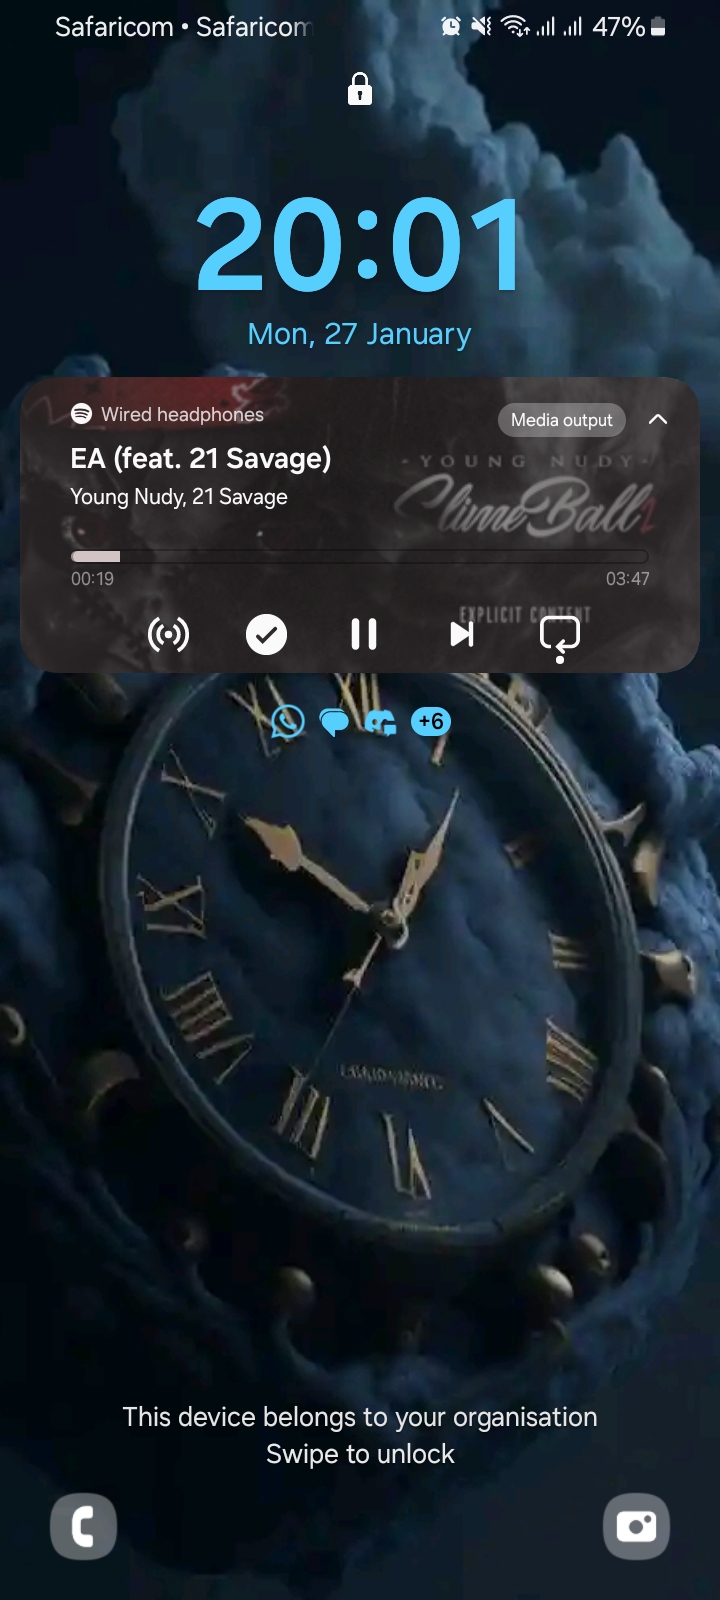 Safaricom • Safaricom
47%
20:01
Mon, 27 January
Wired headphones
Media output
EA (feat. 21 Savage)
Young Nudy, 21 Savage
- YOUNG NUDY -
SlimeBall 2
00:19
03:47
EXPLICIT CONTENT
+6
X
This device belongs to your organisation
Swipe to unlock